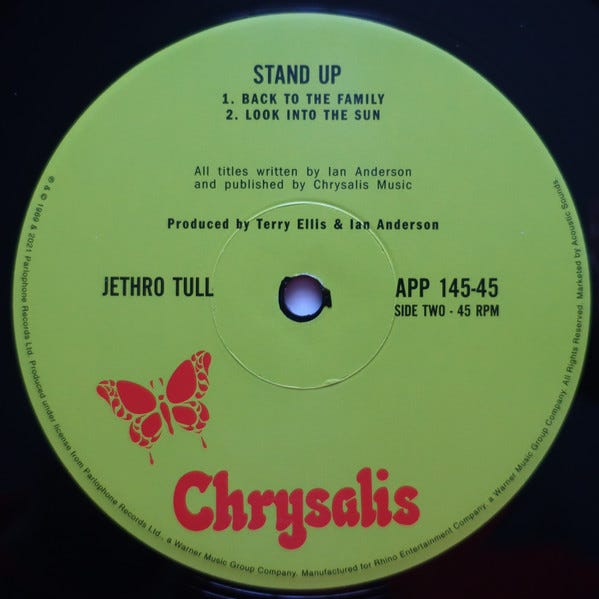 STAND UP
1. BACK TO THE FAMILY
2. LOOK INTO THE SUN
All titles written by Ian Anderson
and published by Chrysalis Music
Produced by Terry Ellis & Ian Anderson
JETHRO TULL
APP 145-45
SIDE TWO - 45 RPM
Chrysalis
℗ & © 1969 & 2021 Parlophone Records Ltd. Produced under license from Parlophone Records Ltd., a Warner Music Group Company. Manufactured for Rhino Entertainment Company, a Warner Music Group Company. All Rights Reserved. Marketed by Acoustic Sounds.